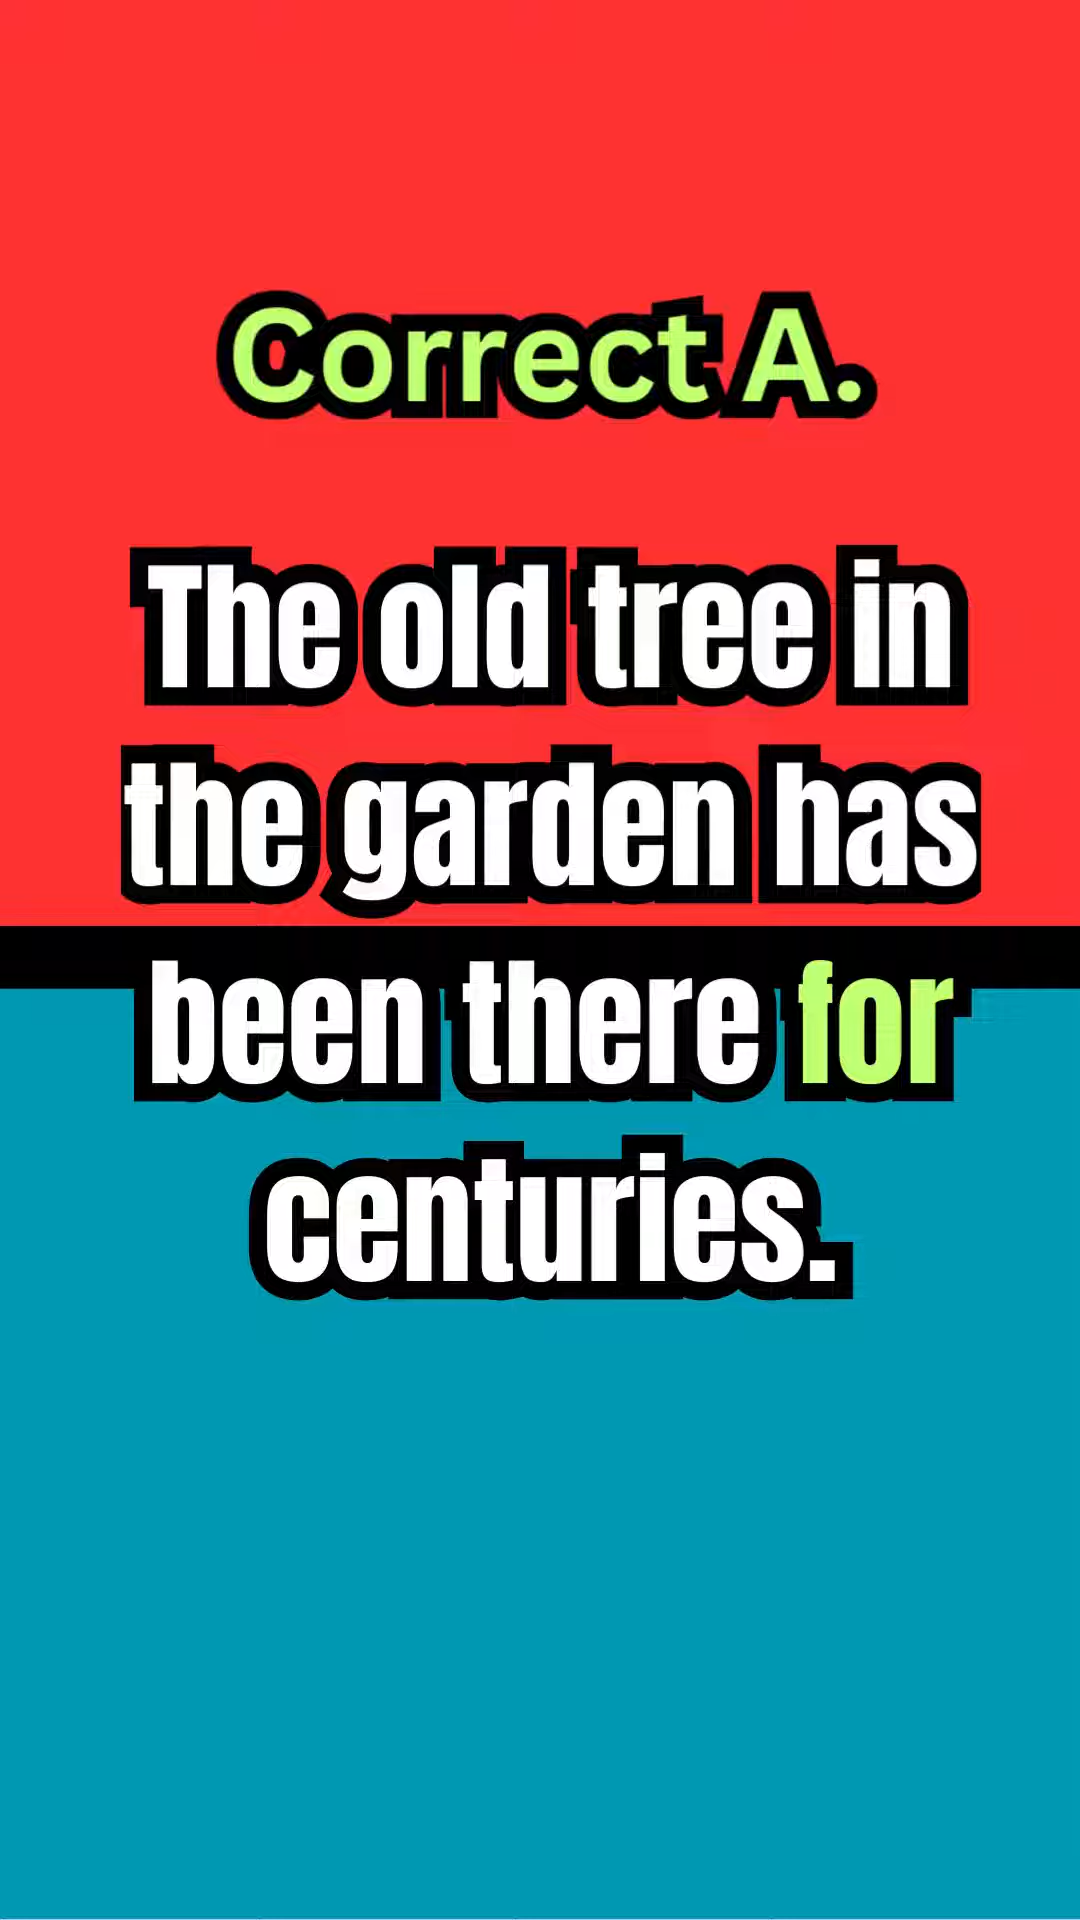 Correct A.
The old tree in
the garden has
been there for
centuries.